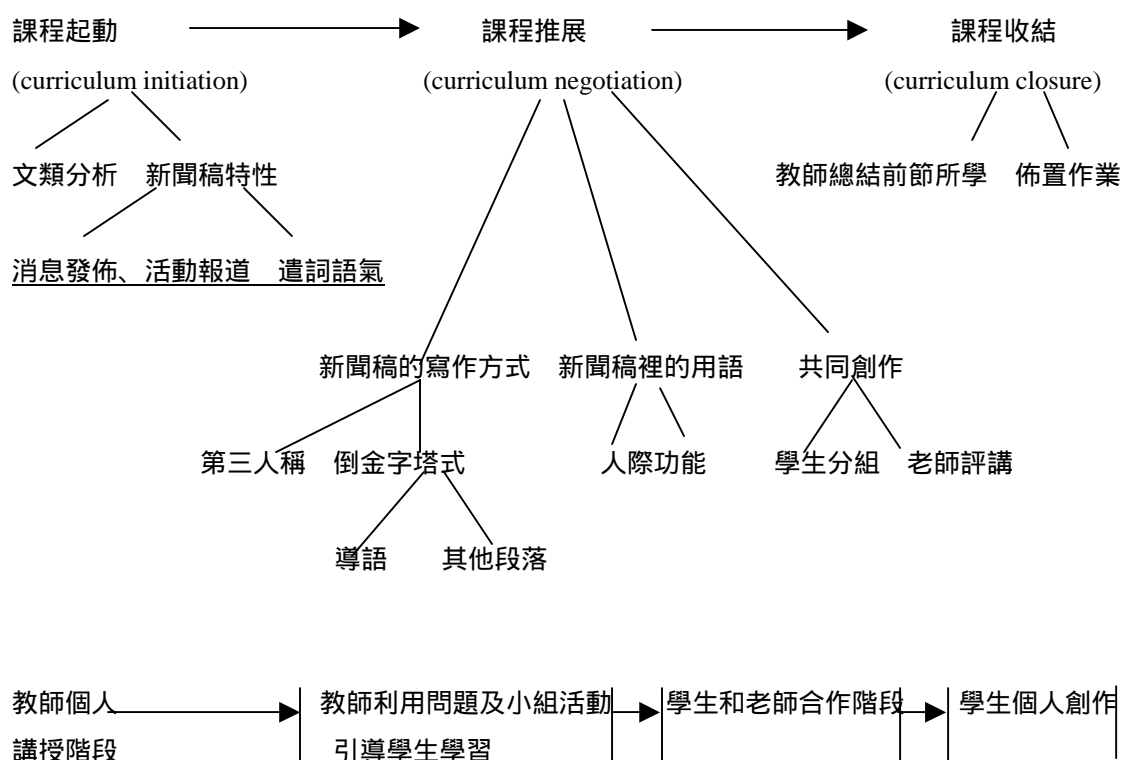 課程起動 課程推展 課程收結
(curriculum initiation) (curriculum negotiation) (curriculum closure)
文類分析 新聞稿特性 教師總結前節所學 佈置作業
消息發佈、活動報道 遣詞語氣
新聞稿的寫作方式 新聞稿裡的用語 共同創作
第三人稱 倒金字塔式 人際功能 學生分組 老師評講
導語 其他段落
教師個人 教師利用問題及小組活動 學生和老師合作階段 學生個人創作
講授階段 引導學生學習